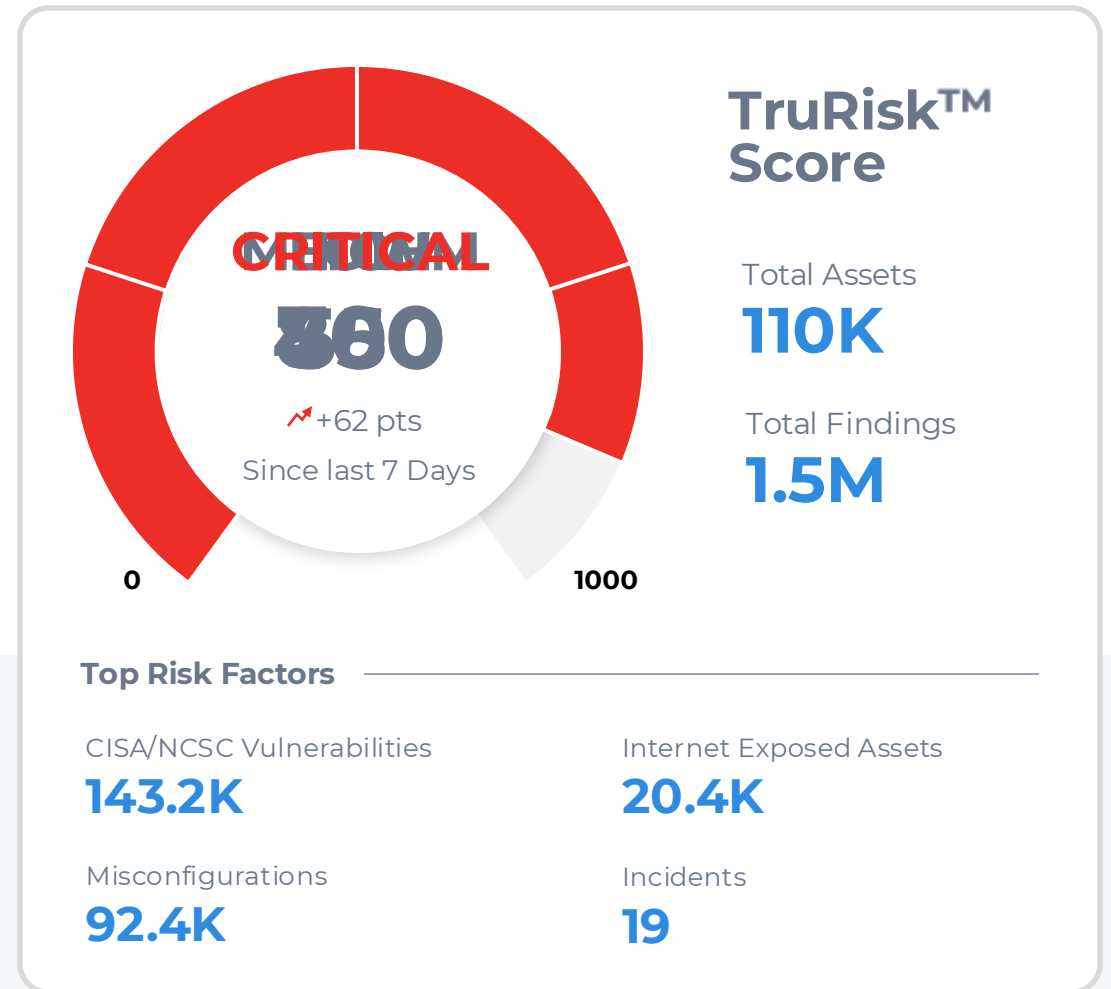 TruRisk™
Score
CRITICAL
+62 pts
Since last 7 Days
0
1000
Total Assets
110K
Total Findings
1.5M
Top Risk Factors
CISA/NCSC Vulnerabilities
143.2K
Internet Exposed Assets
20.4K
Misconfigurations
92.4K
Incidents
19